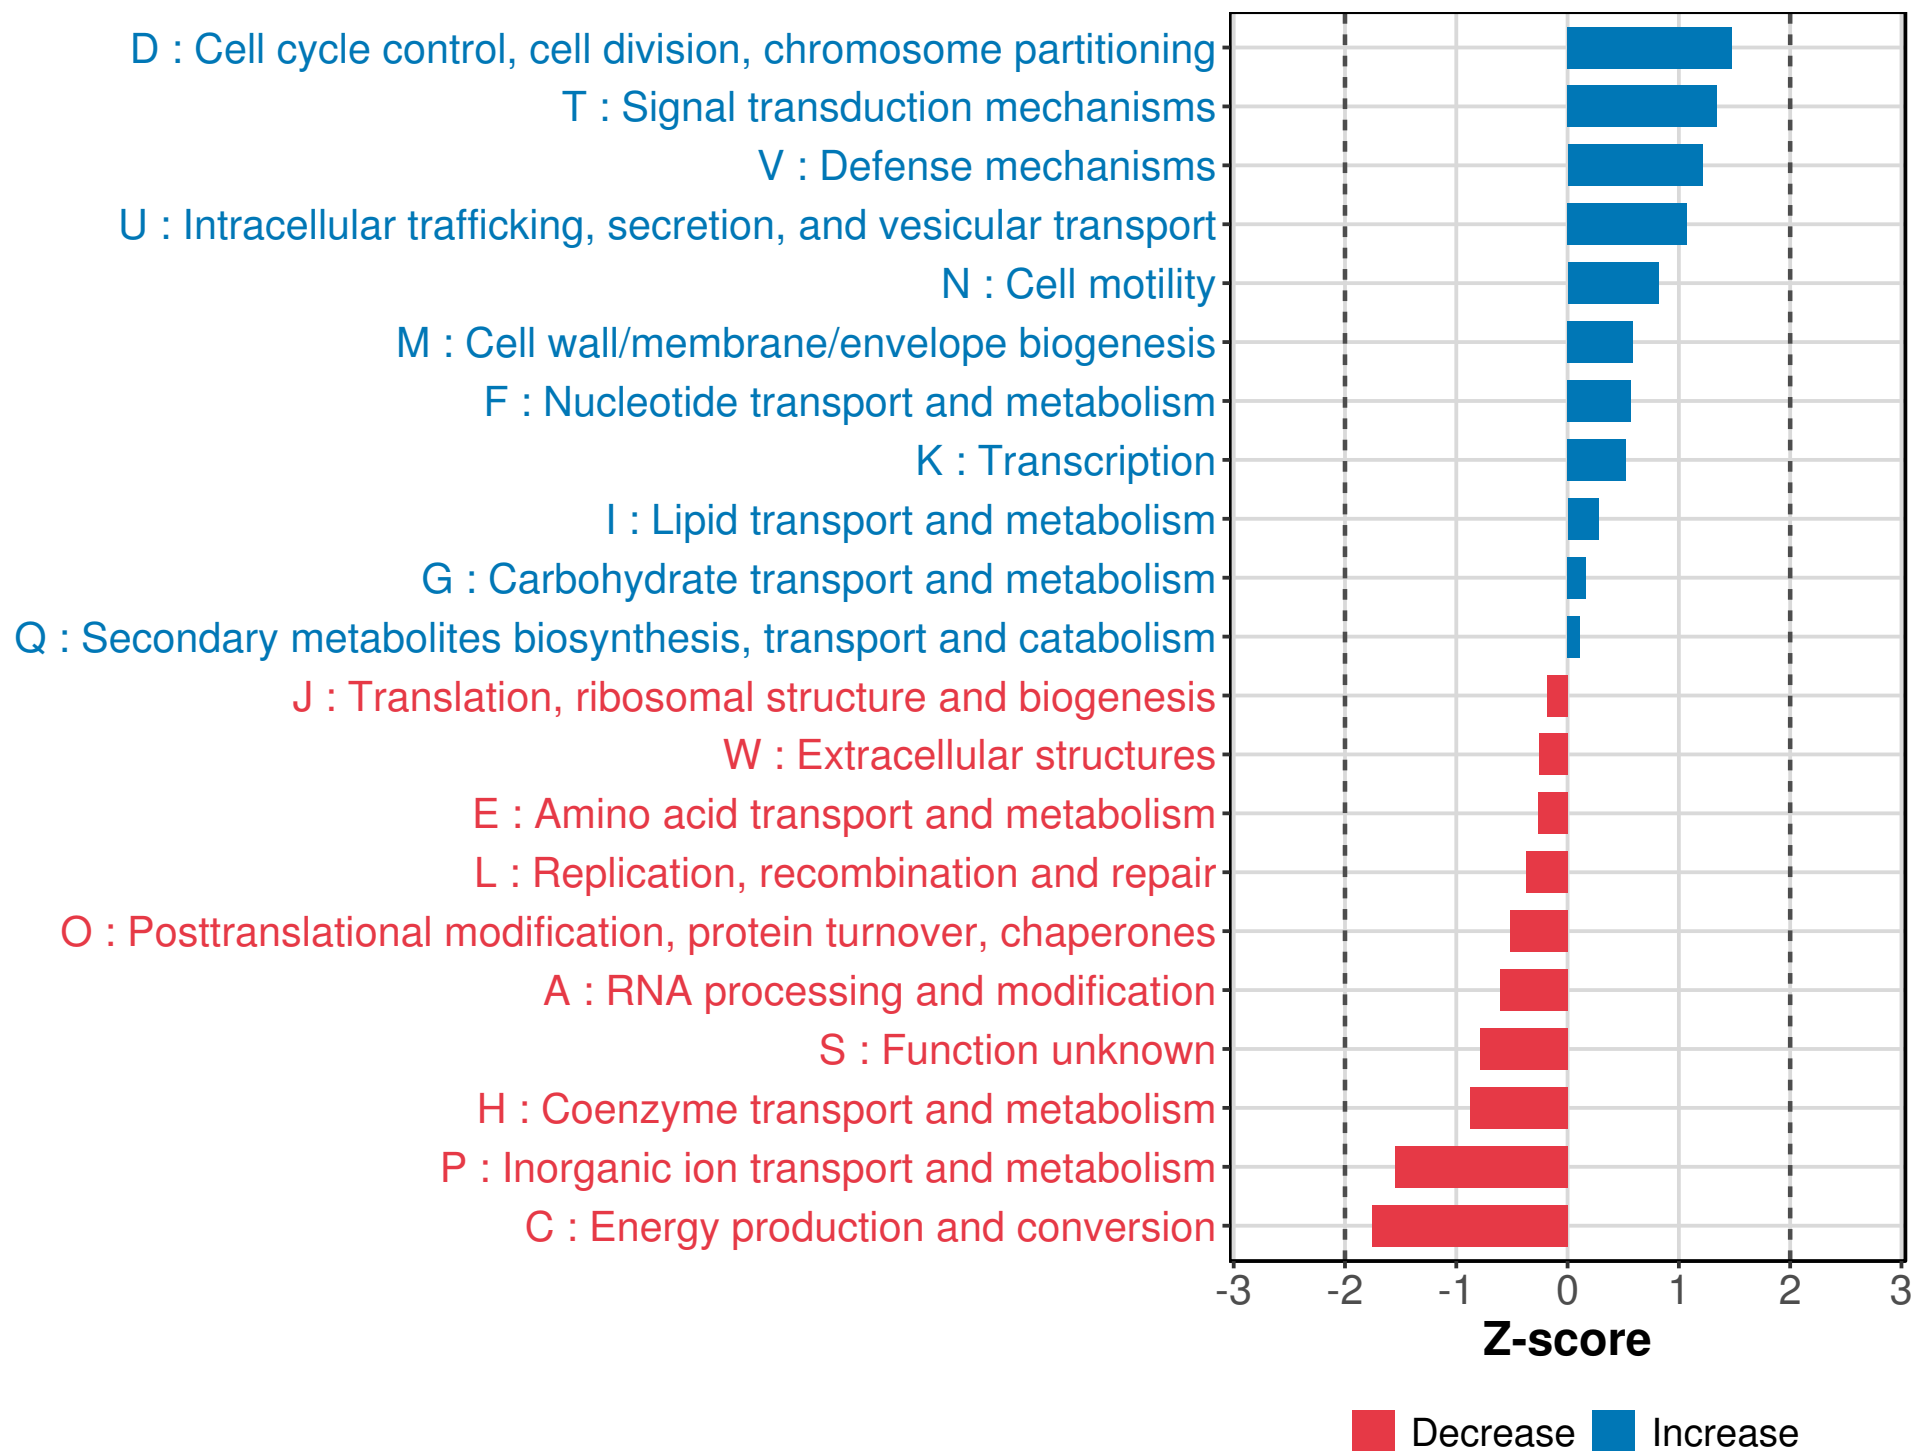 D : Cell cycle control, cell division, chromosome partitioning
T : Signal transduction mechanisms
V : Defense mechanisms
U : Intracellular trafficking, secretion, and vesicular transport
N : Cell motility
M : Cell wall/membrane/envelope biogenesis
F : Nucleotide transport and metabolism
K : Transcription
I : Lipid transport and metabolism
G : Carbohydrate transport and metabolism
Q : Secondary metabolites biosynthesis, transport and catabolism
J : Translation, ribosomal structure and biogenesis
W : Extracellular structures
E : Amino acid transport and metabolism
L : Replication, recombination and repair
O : Posttranslational modification, protein turnover, chaperones
A : RNA processing and modification
S : Function unknown
H : Coenzyme transport and metabolism
P : Inorganic ion transport and metabolism
C : Energy production and conversion
-3 -2 -1 0 1 2 3
Z-score
Decrease Increase